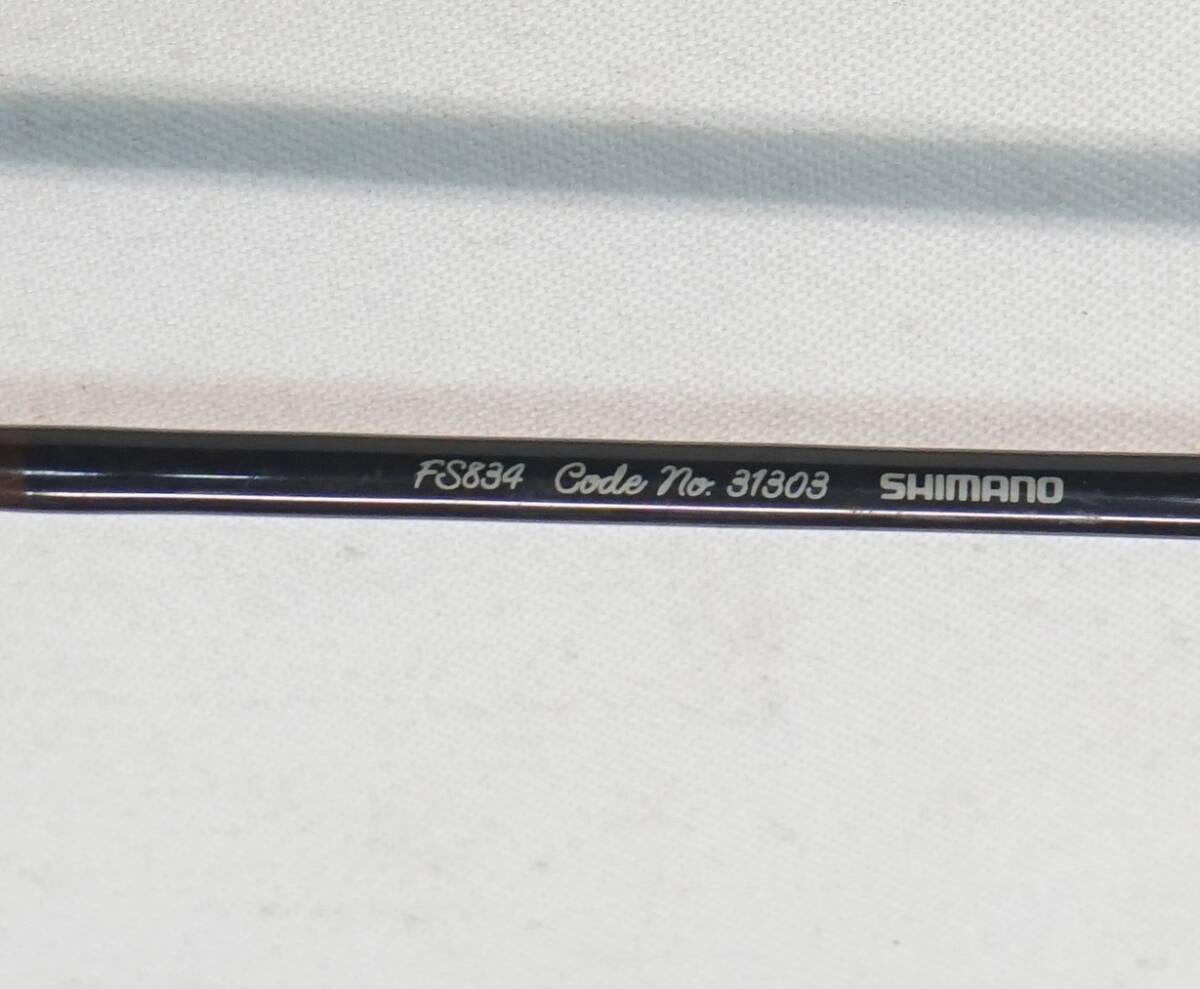 FS834 Code No. 31303 SHIMANO